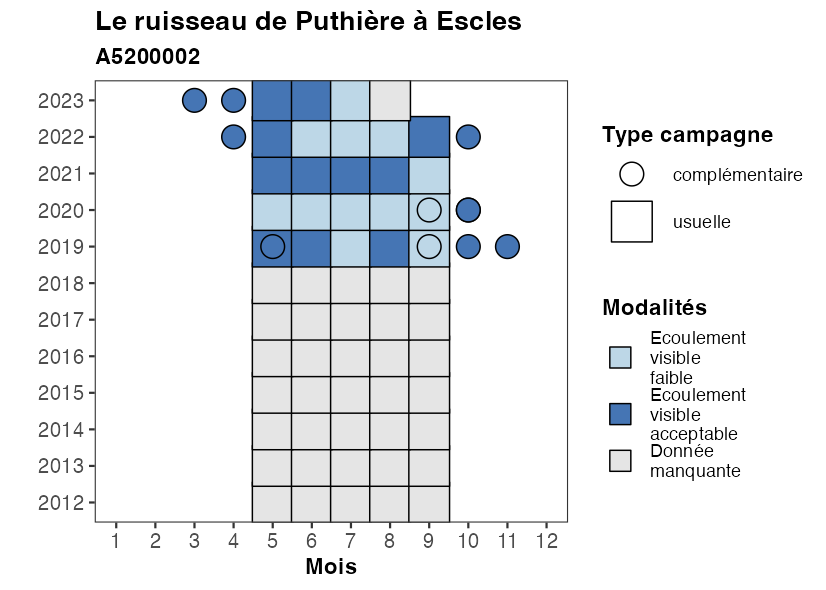 Le ruisseau de Puthière à Escles
A5200002
2023
2022
2021
2020
2019
2018
2017
2016
2015
2014
2013
2012
1 2 3 4 5 6 7 8 9 10 11 12
Mois
Type campagne
complémentaire
usuelle
Modalités
Ecoulement
visible
faible
Ecoulement
visible
acceptable
Donnée
manquante